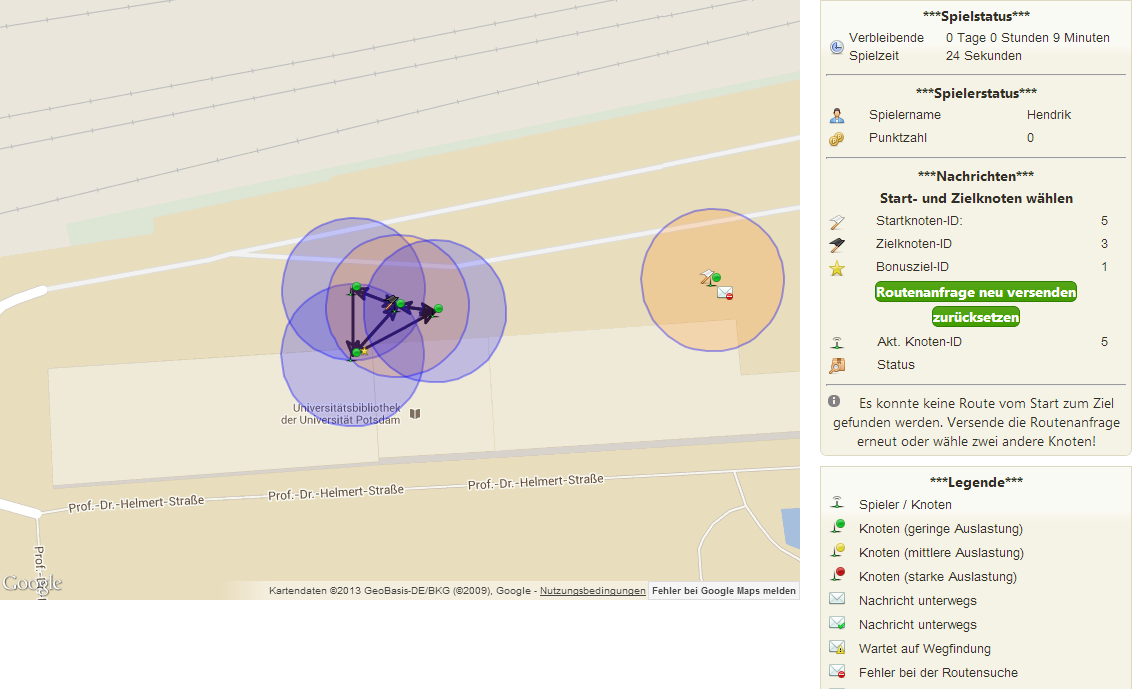 Universitätsbibliothek
der Universität Potsdam
Prof.-Dr.-Helmert-Straße
Prof.-Dr.-Helmert-Straße
Prof.-Dr.-Helmert-Straße
Google
Kartendaten ©2013 GeoBasis-DE/BKG (©2009), Google - Nutzungsbedingungen
Fehler bei Google Maps melden
***Spielstatus***
Verbleibende Spielzeit
0 Tage 0 Stunden 9 Minuten 24 Sekunden
***Spielerstatus***
Spielername Hendrik
Punktzahl 0
***Nachrichten***
Start- und Zielknoten wählen
Startknoten-ID: 5
Zielknoten-ID 3
Bonusziel-ID 1
Routenanfrage neu versenden
zurücksetzen
Akt. Knoten-ID 5
Status
Es konnte keine Route vom Start zum Ziel
gefunden werden. Versende die Routenanfrage
erneut oder wähle zwei andere Knoten!
***Legende***
Spieler / Knoten
Knoten (geringe Auslastung)
Knoten (mittlere Auslastung)
Knoten (starke Auslastung)
Nachricht unterwegs
Nachricht unterwegs
Wartet auf Wegfindung
Fehler bei der Routensuche